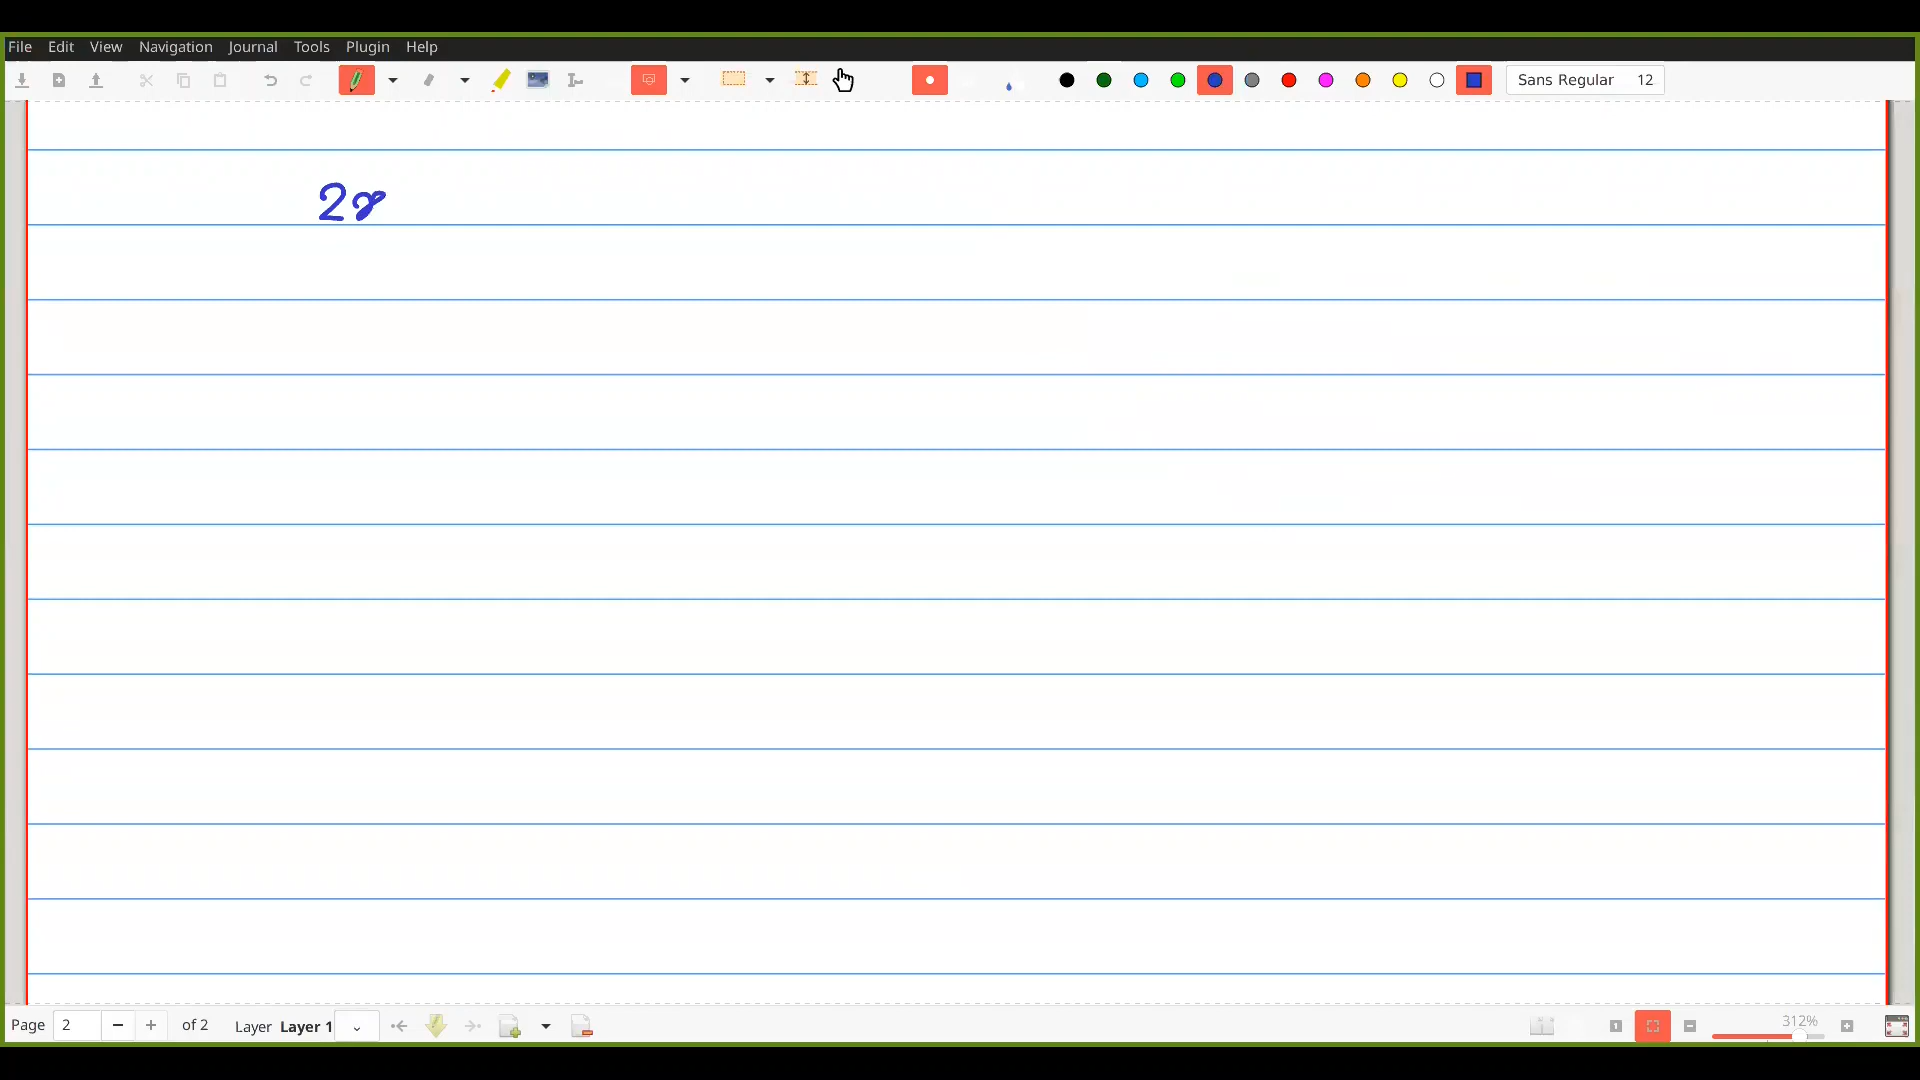 File Edit View Navigation Journal Tools Plugin Help
Sans Regular 12
Page 2 of 2 Layer Layer 1 312%